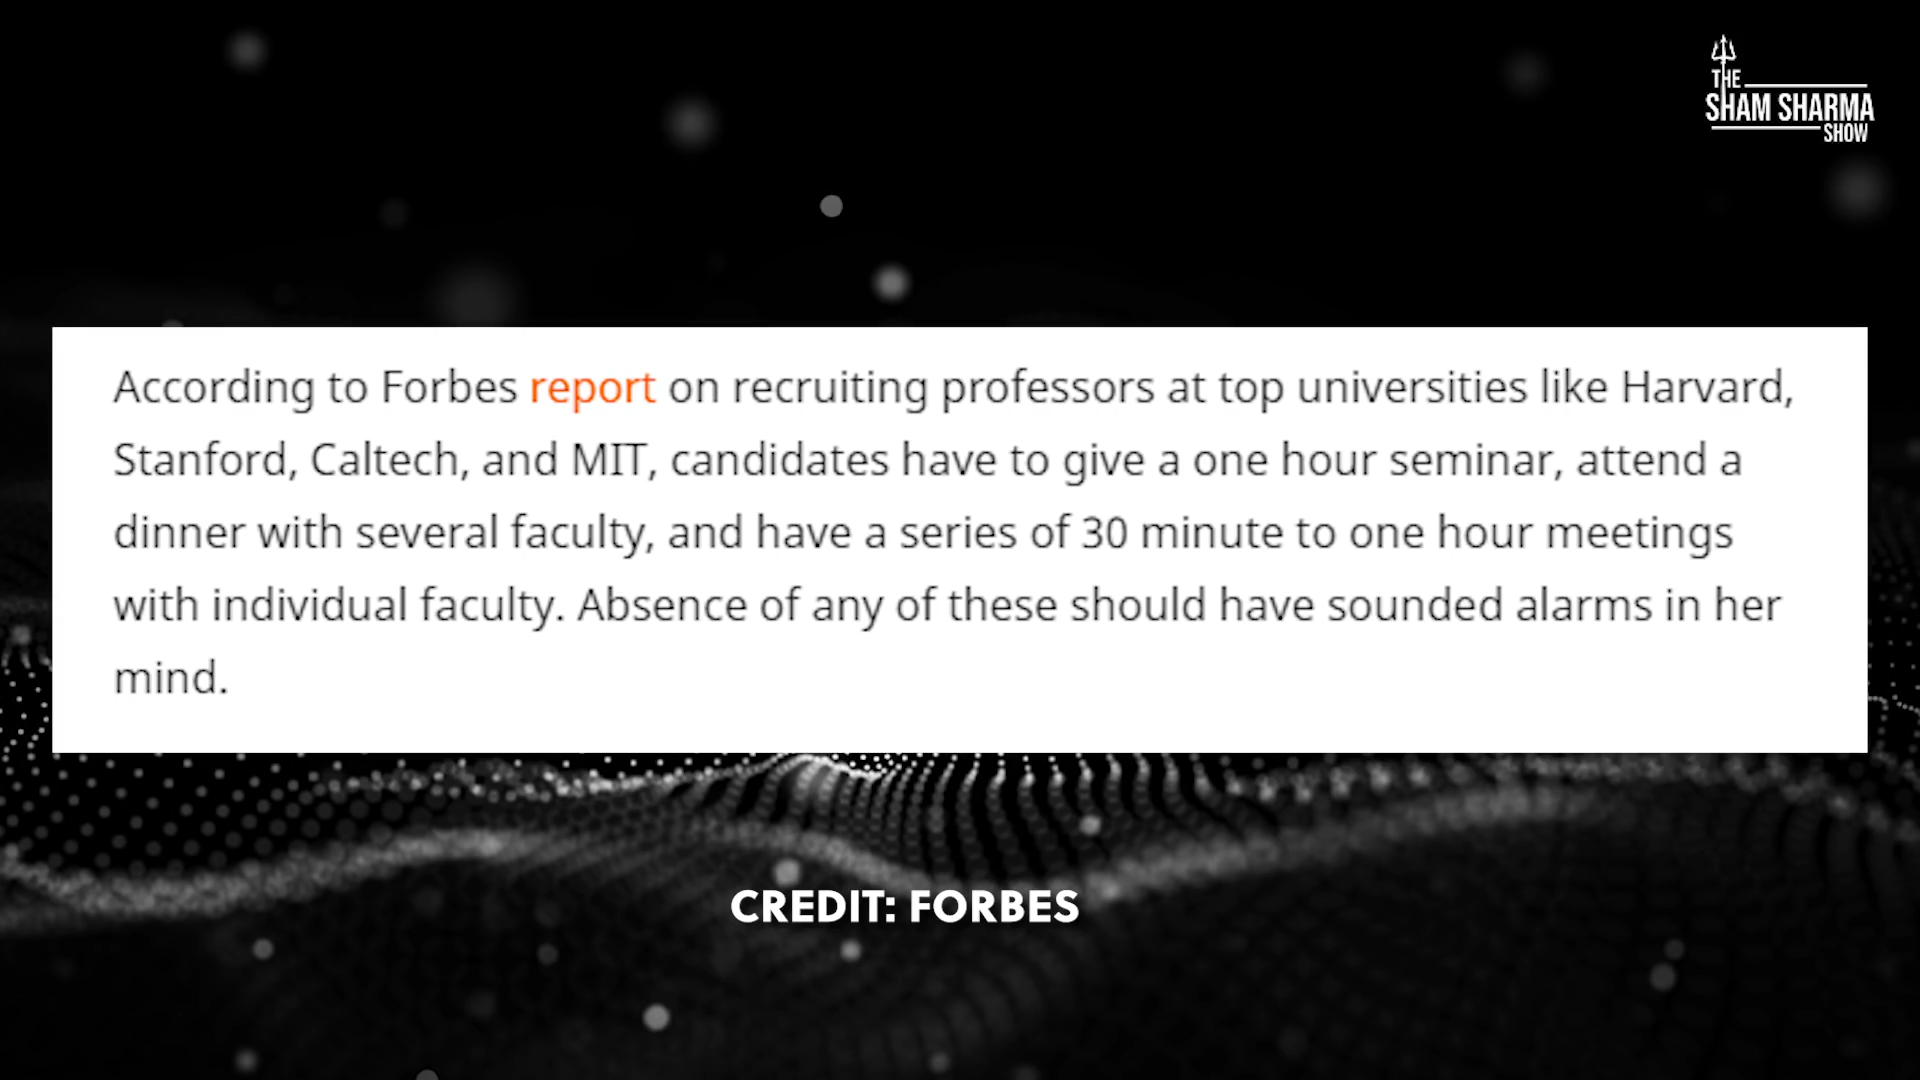 THE
SHAM SHARMA
SHOW
According to Forbes report on recruiting professors at top universities like Harvard,
Stanford, Caltech, and MIT, candidates have to give a one hour seminar, attend a
dinner with several faculty, and have a series of 30 minute to one hour meetings
with individual faculty. Absence of any of these should have sounded alarms in her
mind.
CREDIT: FORBES